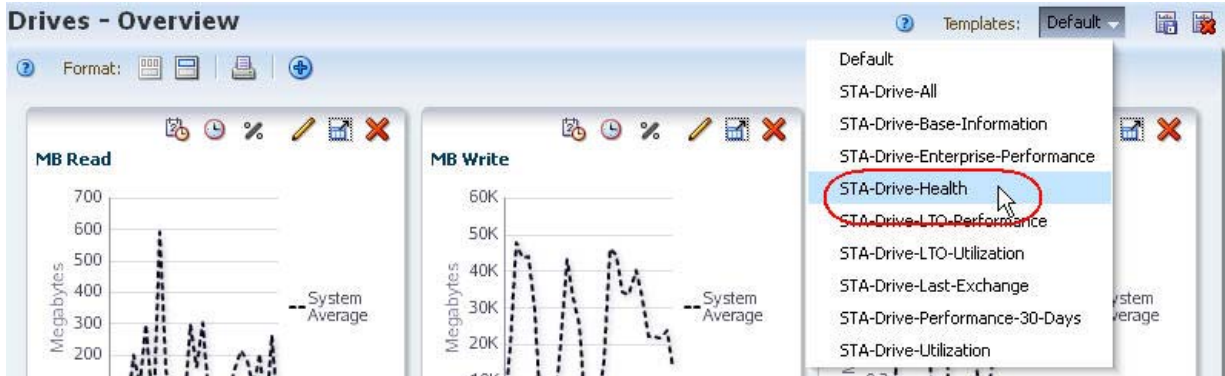 Drives - Overview
Templates: Default
Format:
MB Read
700
600
500
400
300
200
Megabytes
System
Average
MB Write
60K
50K
40K
30K
20K
10K
Megabytes
System
Average
Default
STA-Drive-All
STA-Drive-Base-Information
STA-Drive-Enterprise-Performance
STA-Drive-Health
STA-Drive-LTO-Performance
STA-Drive-LTO-Utilization
STA-Drive-Last-Exchange
STA-Drive-Performance-30-Days
STA-Drive-Utilization